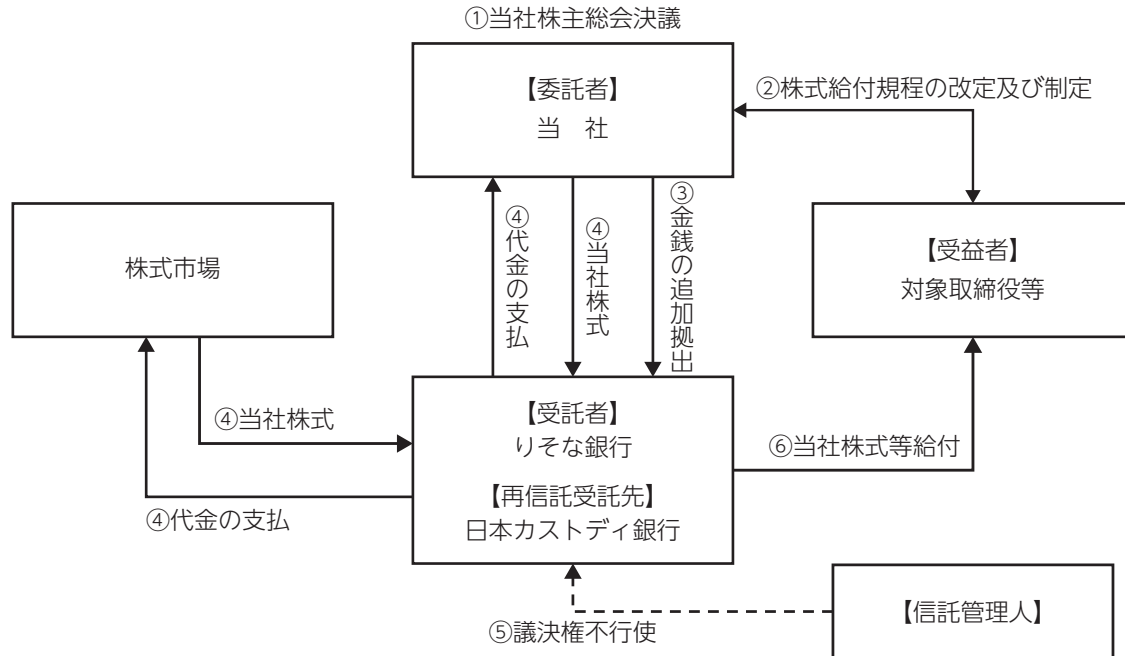 ①当社株主総会決議
【委託者】
当　社
②株式給付規程の改定及び制定
④代金の支払
④当社株式
③金銭の追加拠出
株式市場
【受益者】
対象取締役等
④当社株式
④代金の支払
【受託者】
りそな銀行
【再信託受託先】
日本カストディ銀行
⑥当社株式等給付
⑤議決権不行使
【信託管理人】